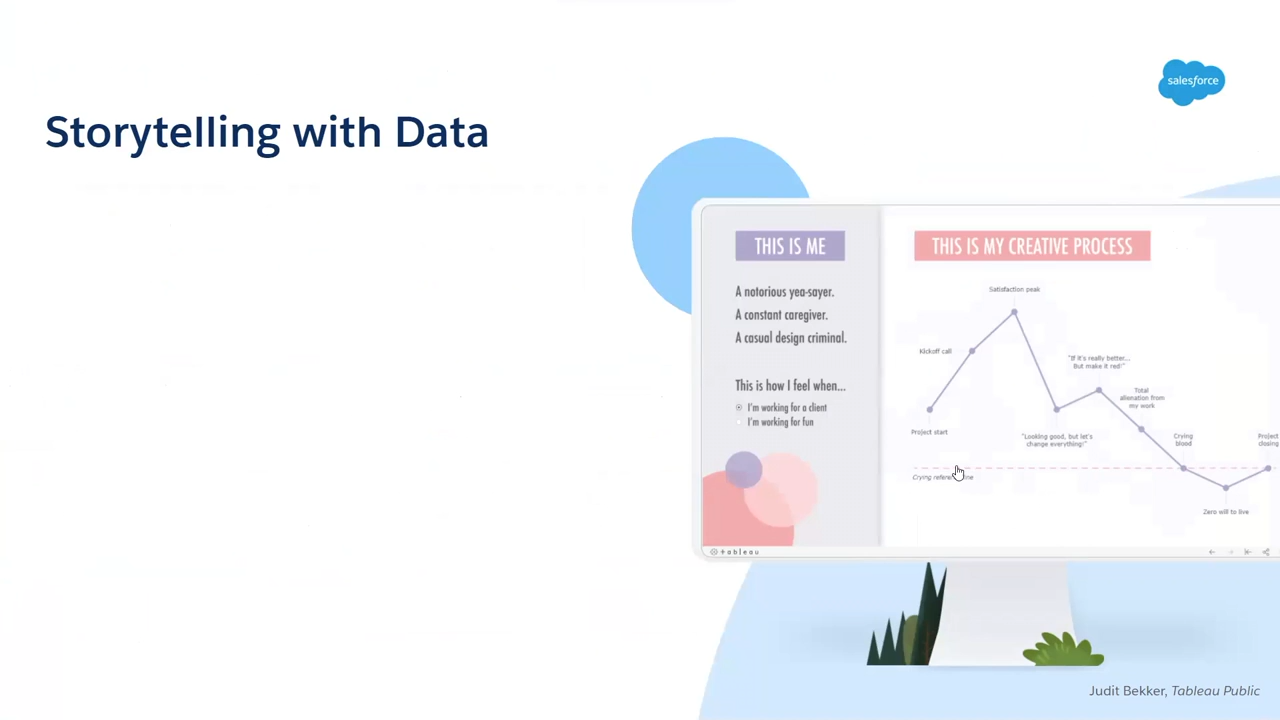 salesforce
Storytelling with Data
THIS IS ME
A notorious yea-sayer.
A constant caregiver.
A casual design criminal.
This is how I feel when...
I'm working for a client
I'm working for fun
THIS IS MY CREATIVE PROCESS
Satisfaction peak
Kickoff call
"If it's really better...
But make it red!"
Total
alienation from
my work
Project start
"Looking good, but let's
change everything!"
Crying
blood
Project
closing
Crying
Zero will to live
+ a b l e a u
Judit Bekker, Tableau Public